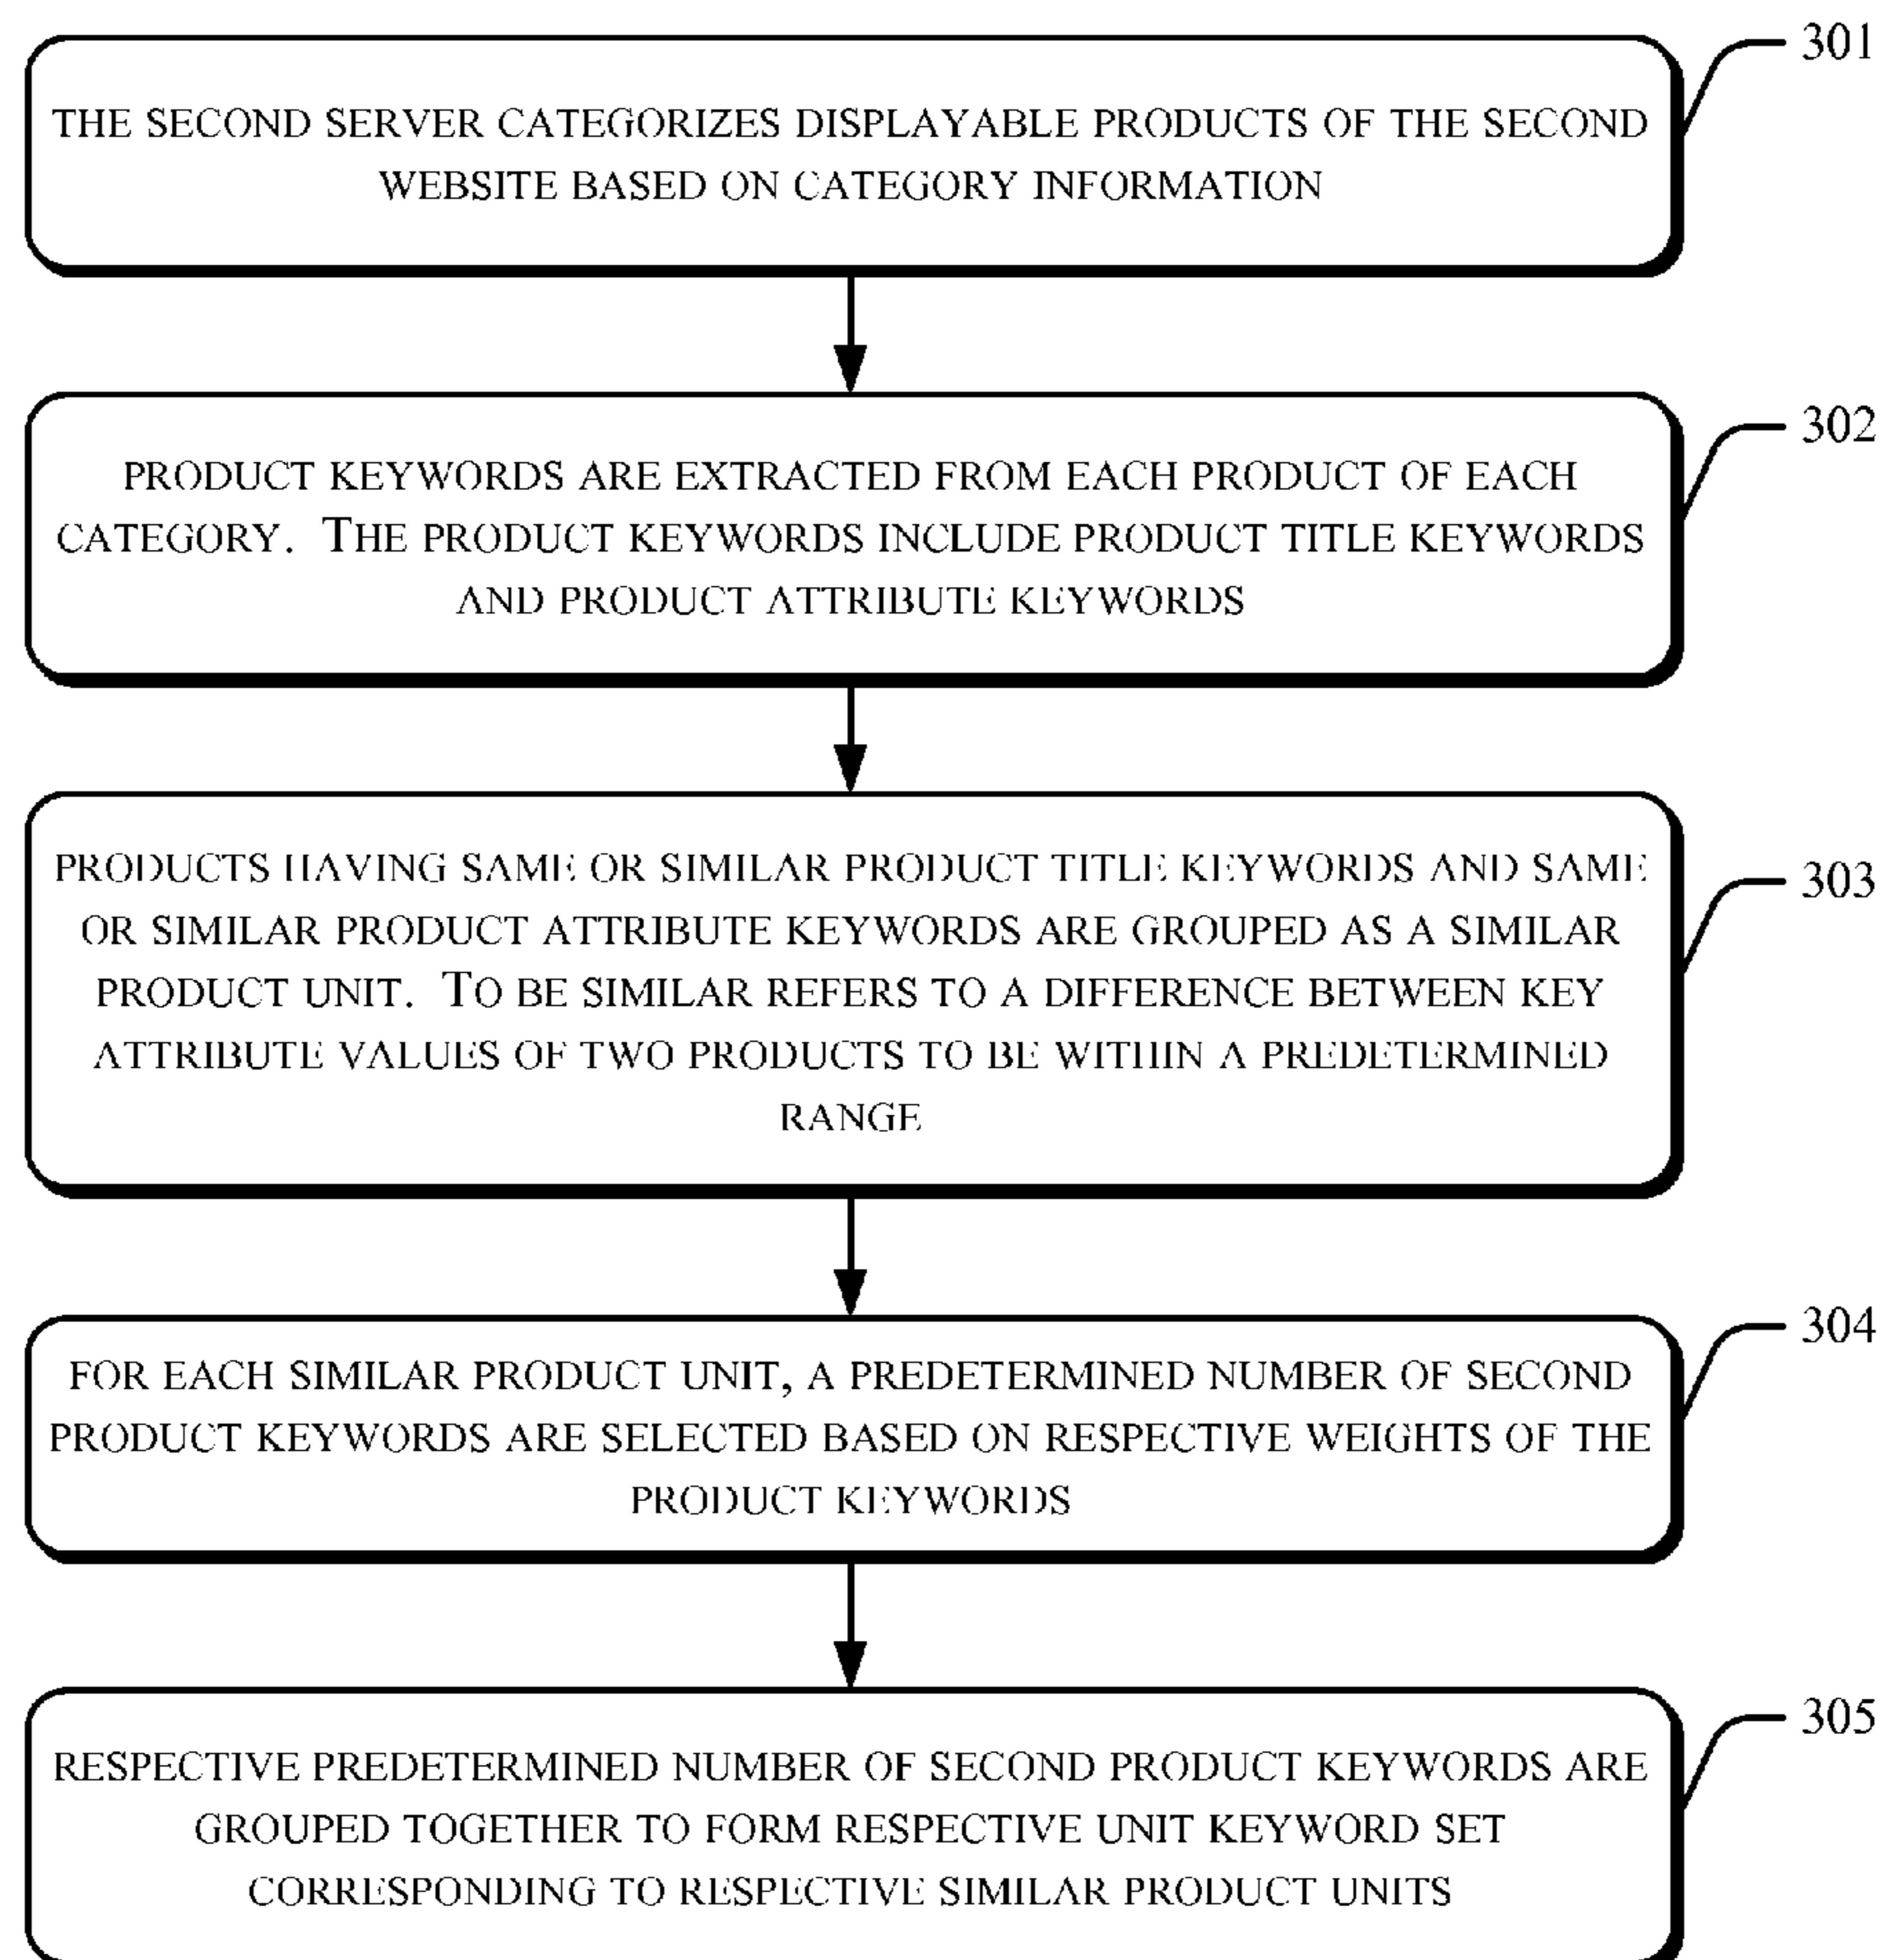 301
THE SECOND SERVER CATEGORIZES DISPLAYABLE PRODUCTS OF THE SECOND
WEBSITE BASED ON CATEGORY INFORMATION
302
PRODUCT KEYWORDS ARE EXTRACTED FROM EACH PRODUCT OF EACH
CATEGORY. THE PRODUCT KEYWORDS INCLUDE PRODUCT TITLE KEYWORDS
AND PRODUCT ATTRIBUTE KEYWORDS
303
PRODUCTS HAVING SAME OR SIMILAR PRODUCT TITLE KEYWORDS AND SAME
OR SIMILAR PRODUCT ATTRIBUTE KEYWORDS ARE GROUPED AS A SIMILAR
PRODUCT UNIT. TO BE SIMILAR REFERS TO A DIFFERENCE BETWEEN KEY
ATTRIBUTE VALUES OF TWO PRODUCTS TO BE WITHIN A PREDETERMINED
RANGE
304
FOR EACH SIMILAR PRODUCT UNIT, A PREDETERMINED NUMBER OF SECOND
PRODUCT KEYWORDS ARE SELECTED BASED ON RESPECTIVE WEIGHTS OF THE
PRODUCT KEYWORDS
305
RESPECTIVE PREDETERMINED NUMBER OF SECOND PRODUCT KEYWORDS ARE
GROUPED TOGETHER TO FORM RESPECTIVE UNIT KEYWORD SET
CORRESPONDING TO RESPECTIVE SIMILAR PRODUCT UNITS